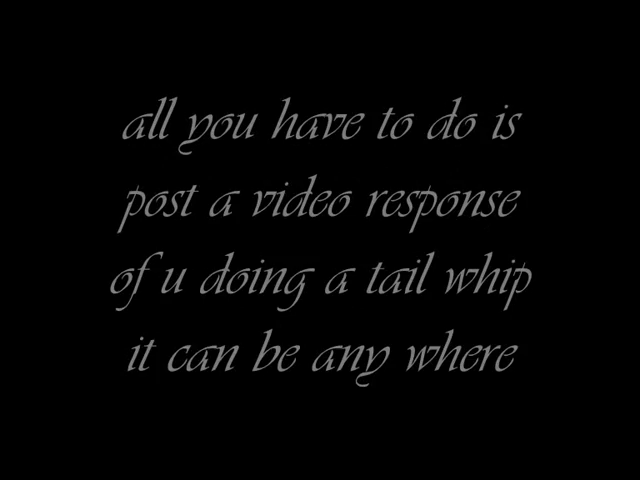 all you have to do is
post a video response
of u doing a tail whip
it can be any where